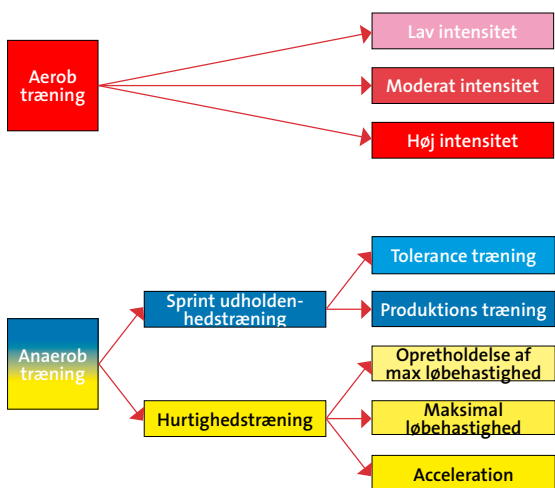 Lav intensitet
Aerob
træning
Moderat intensitet
Høj intensitet
Tolerance træning
Sprint udholden-
hedstræning
Produktions træning
Anaerob
træning
Opretholdelse af
max løbehastighed
Hurtighedstræning
Maksimal
løbehastighed
Acceleration